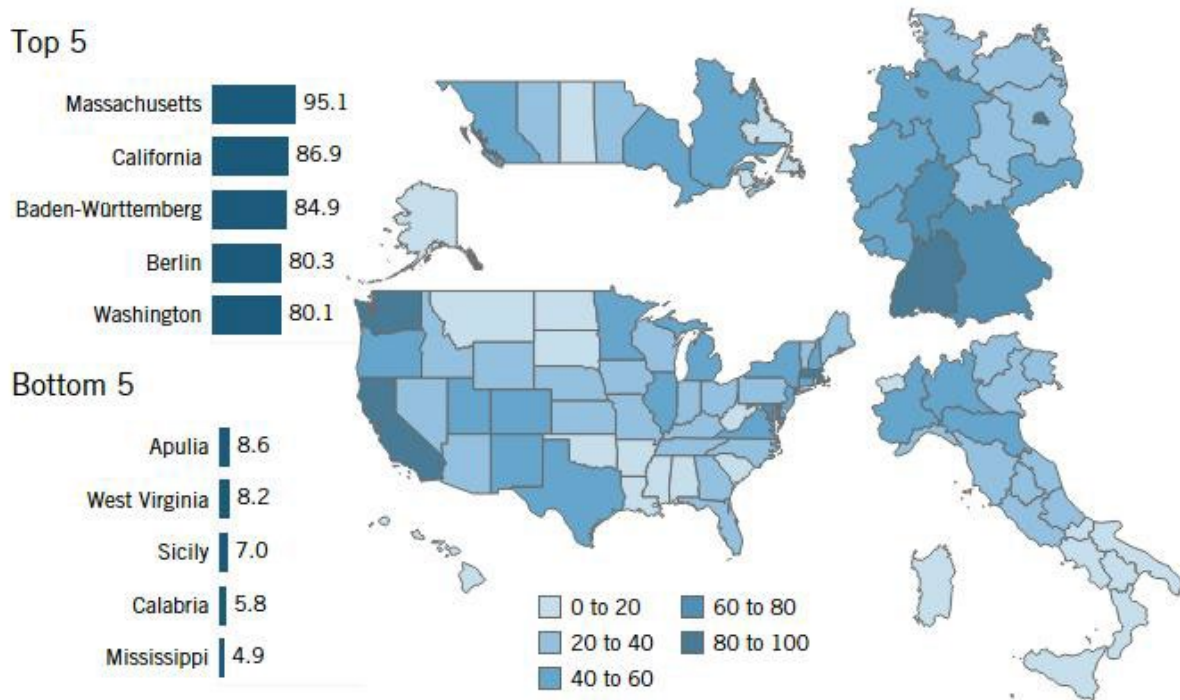 Top 5
Massachusetts 95.1
California 86.9
Baden-Württemberg 84.9
Berlin 80.3
Washington 80.1
Bottom 5
Apulia 8.6
West Virginia 8.2
Sicily 7.0
Calabria 5.8
Mississippi 4.9
0 to 20
20 to 40
40 to 60
60 to 80
80 to 100